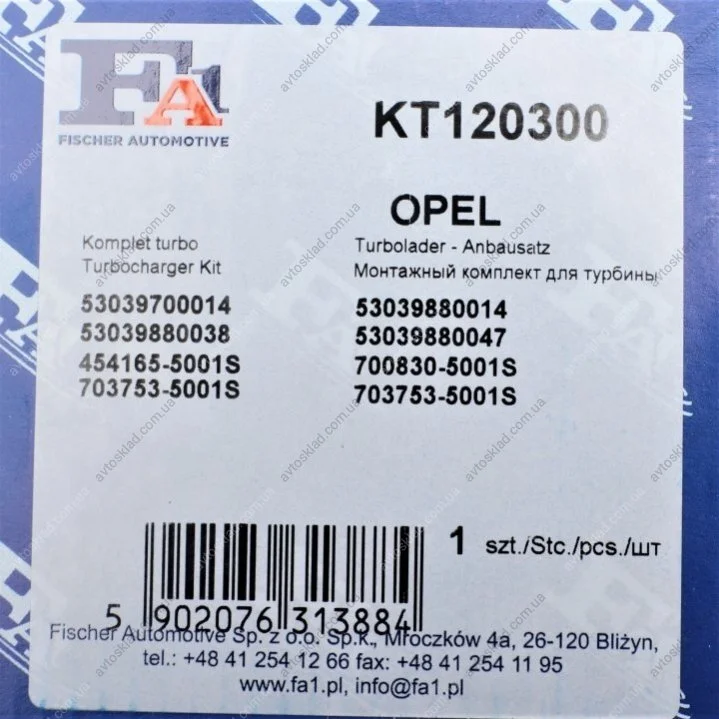 FA1
FISCHER AUTOMOTIVE
KT120300
OPEL
Komplet turbo
Turbocharger Kit
Turbolader - Anbausatz
Монтажный комплект для турбины
53039700014
53039880038
454165-5001S
703753-5001S
53039880014
53039880047
700830-5001S
703753-5001S
1 szt./Stc./pcs./шт
5 902076 313884
Fischer Automotive Sp. z o.o. Sp.k., Mroczków 4a, 26-120 Bliżyn,
tel.: +48 41 254 12 66 fax: +48 41 254 11 95
www.fa1.pl, info@fa1.pl
avtosklad.com.ua